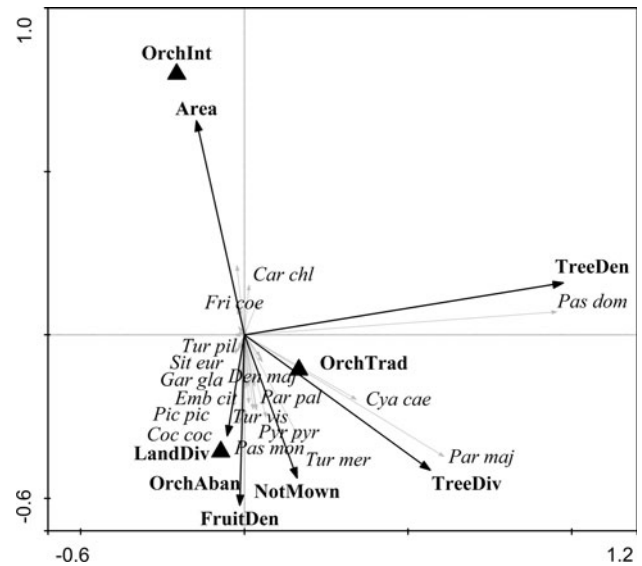 1.0
OrchInt
Area
TreeDen
Car chl
Pas dom
Fri coe
Tur pil
OrchTrad
Sit eur
Den maj
Gar gla
Par pal
Cya cae
Emb cit
Pic pic
Tur vis
Coc coc
Pyr pyr
LandDiv
Pas mon
Tur mer
Par maj
OrchAban
NotMown
TreeDiv
FruitDen
-0.6
-0.6
1.2